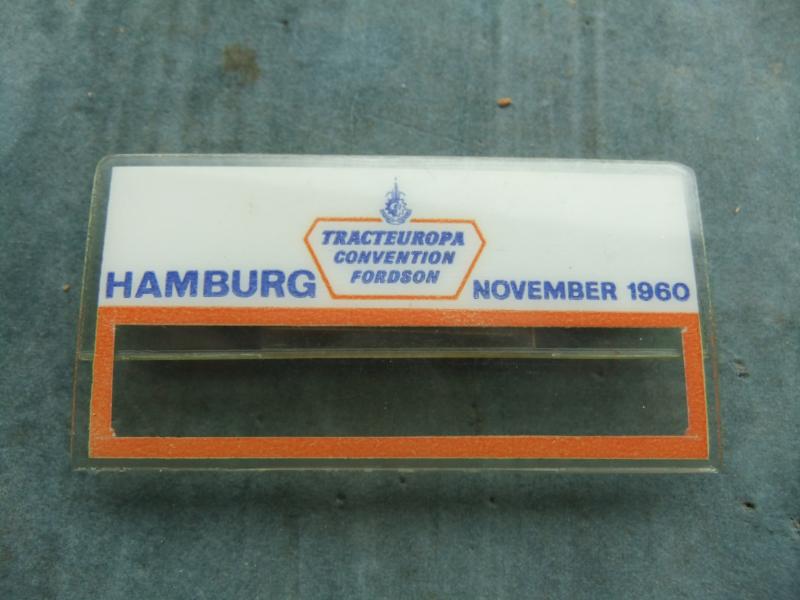 TRACTEUROPA
CONVENTION
FORDSON
HAMBURG
NOVEMBER 1960